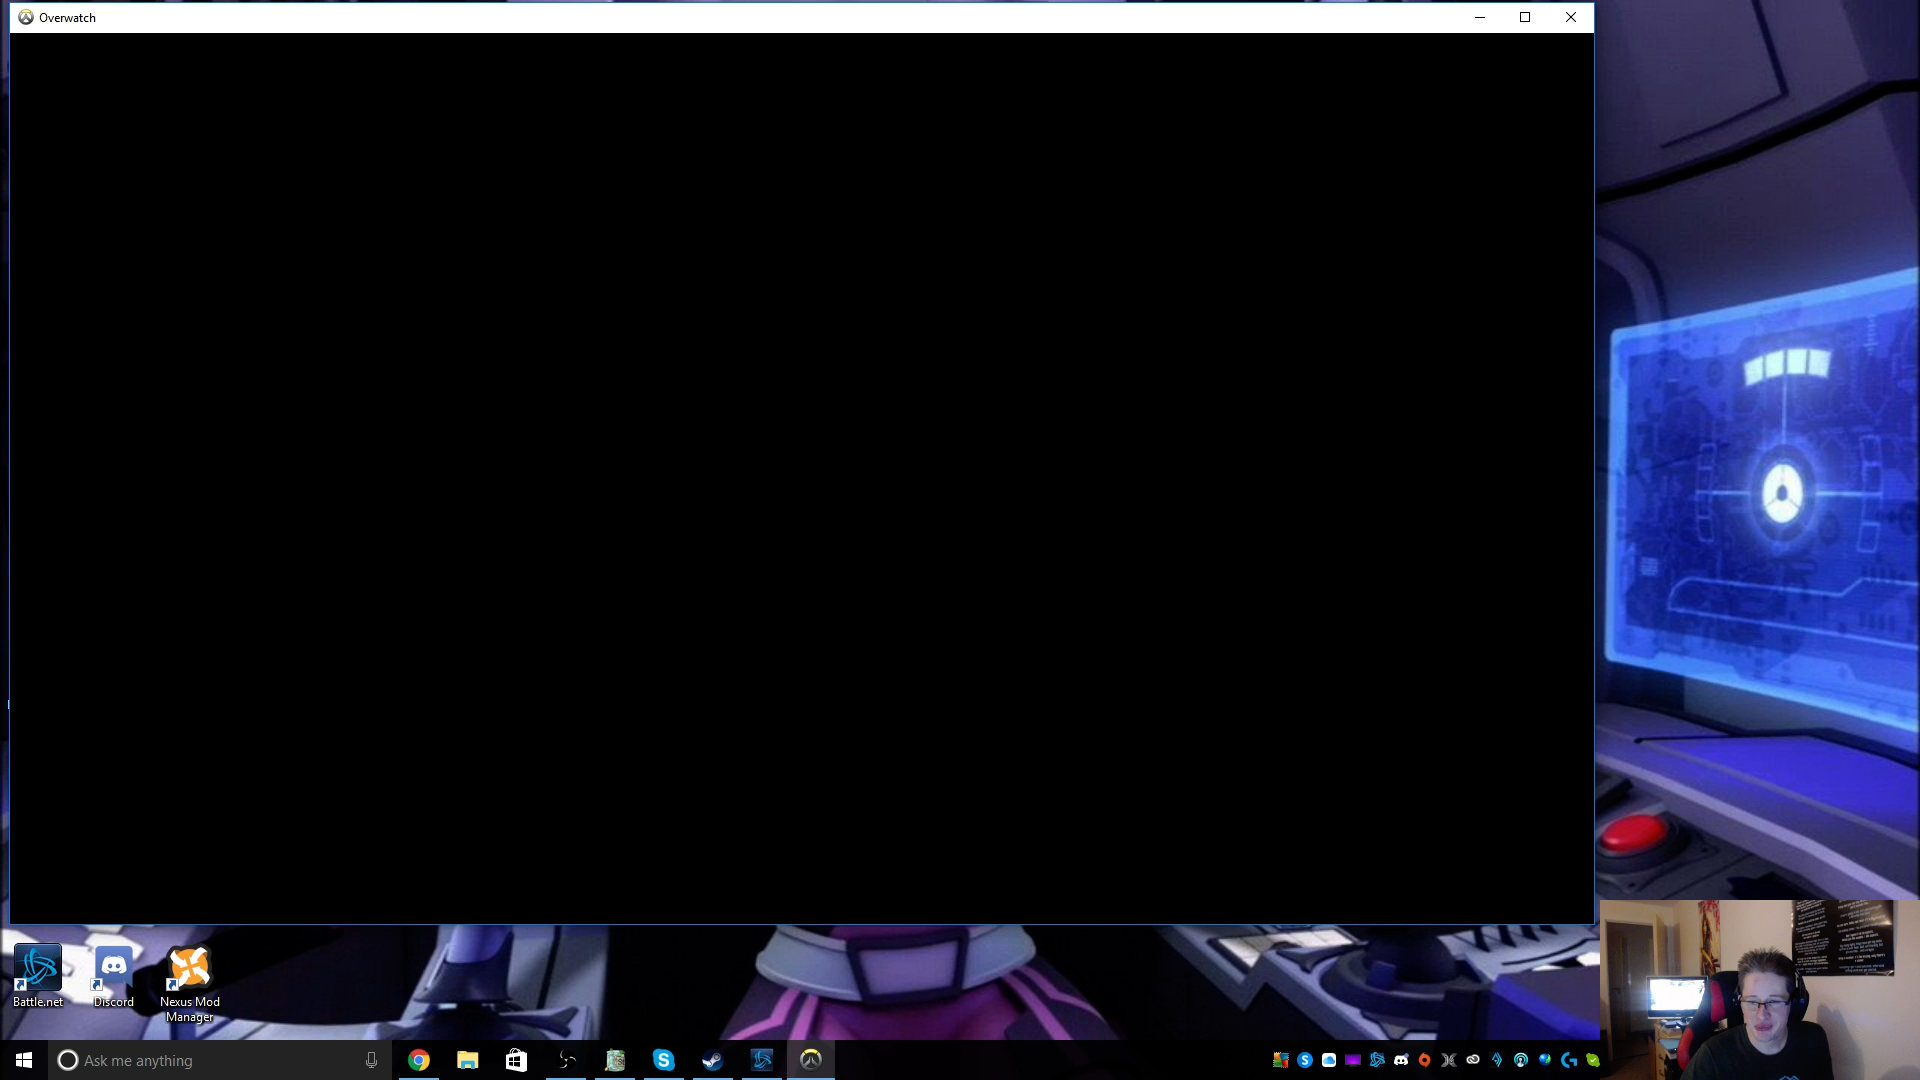 Overwatch
Battle.net
Discord
Nexus Mod
Manager
Ask me anything